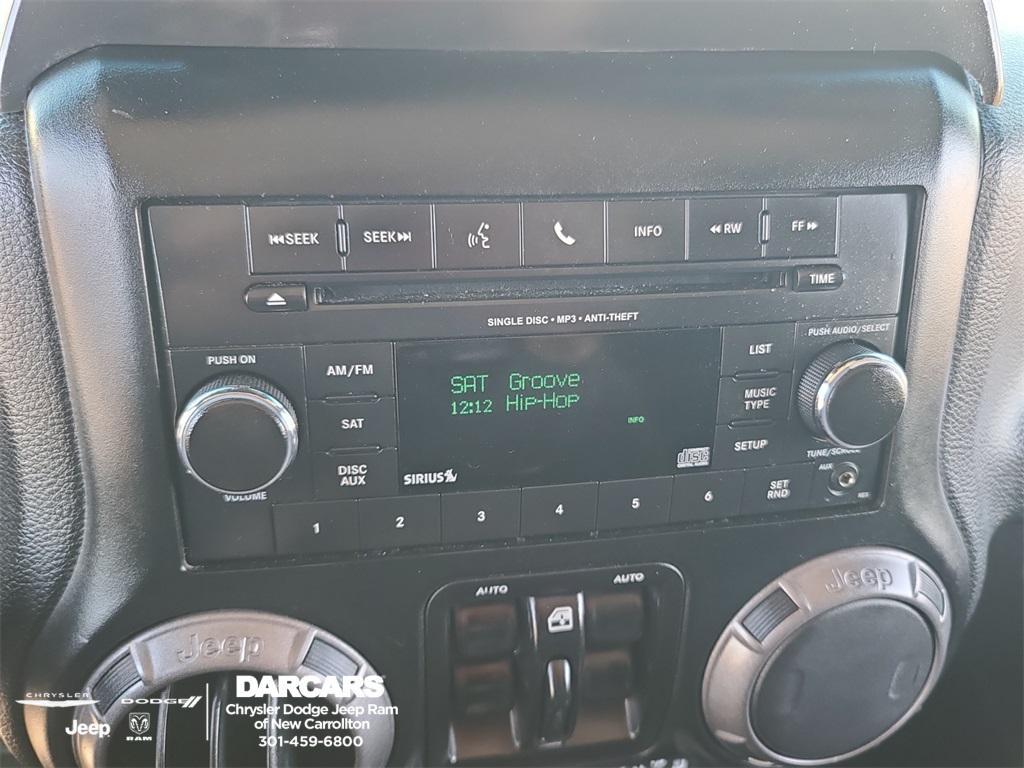 SEEK
SEEK
INFO
RW
FF
TIME
SINGLE DISC • MP3 • ANTI-THEFT
PUSH ON
PUSH AUDIO/SELECT
AM/FM
SAT
DISC
AUX
VOLUME
SAT Groove
12:12 Hip-Hop
INFO
SIRIUS
disc
LIST
MUSIC
TYPE
SETUP
TUNE/SCROLL
AUX
1
2
3
4
5
6
SET
RND
AUTO
AUTO
Jeep
Jeep
CHRYSLER
DODGE
Jeep
RAM
DARCARS
Chrysler Dodge Jeep Ram
of New Carrollton
301-459-6800